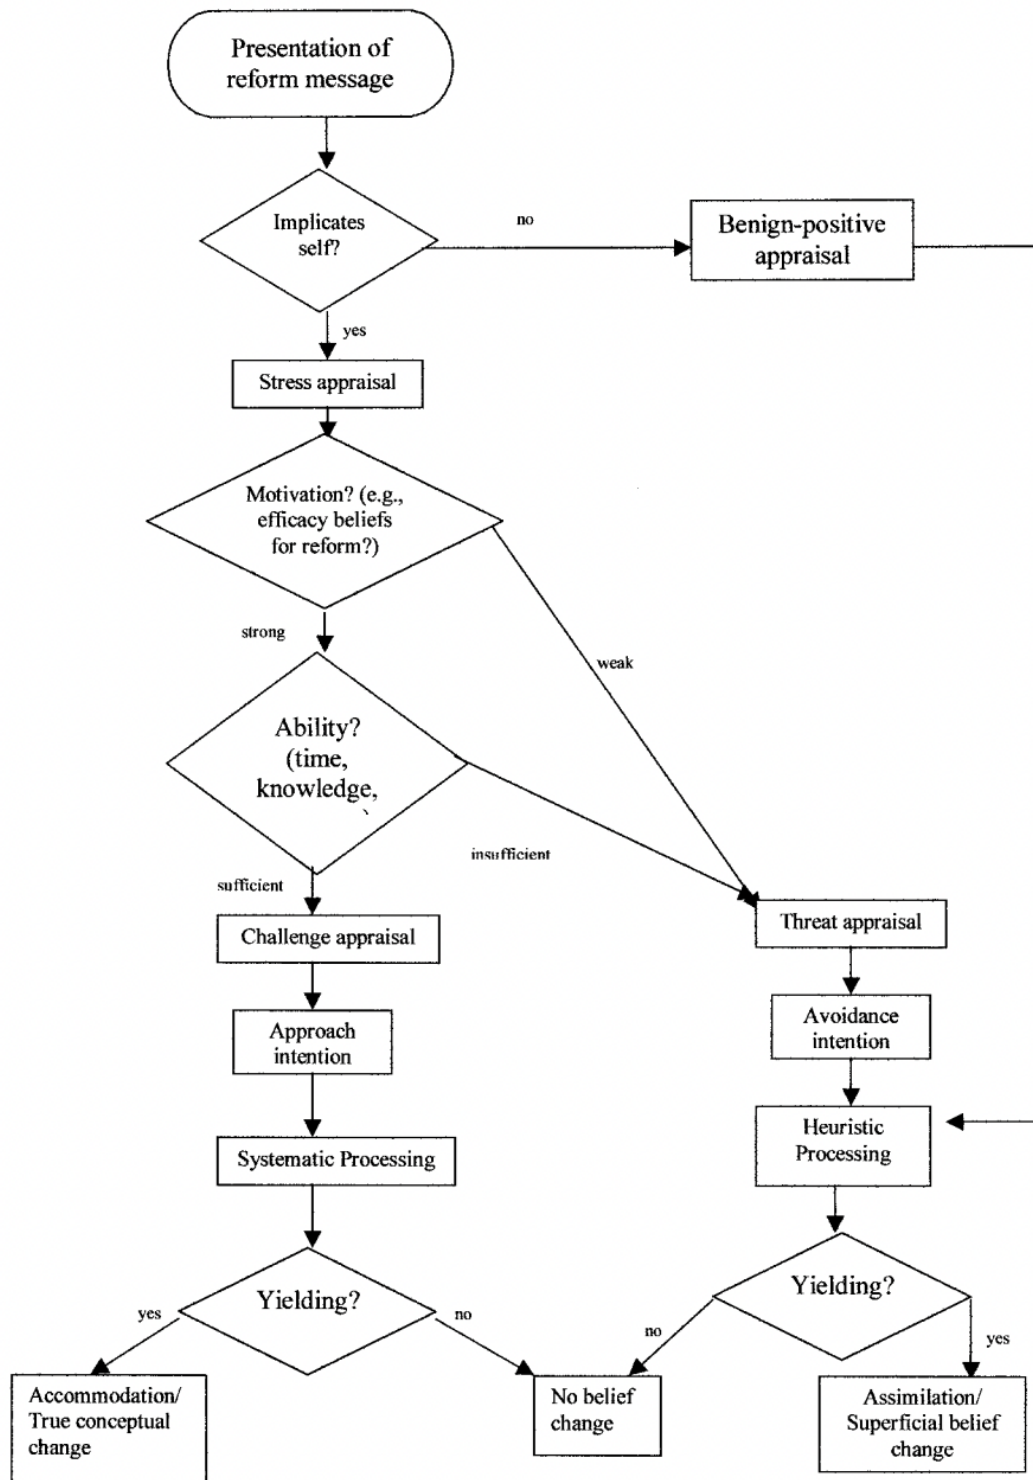 Presentation of
reform message
Implicates
self?
no
Benign-positive
appraisal
yes
Stress appraisal
Motivation? (e.g.,
efficacy beliefs
for reform?)
strong
weak
Ability?
(time,
knowledge,
insufficient
sufficient
Challenge appraisal
Threat appraisal
Approach
intention
Avoidance
intention
Systematic Processing
Heuristic
Processing
Yielding?
yes
no
Yielding?
no
yes
Accommodation/
True conceptual
change
No belief
change
Assimilation/
Superficial belief
change